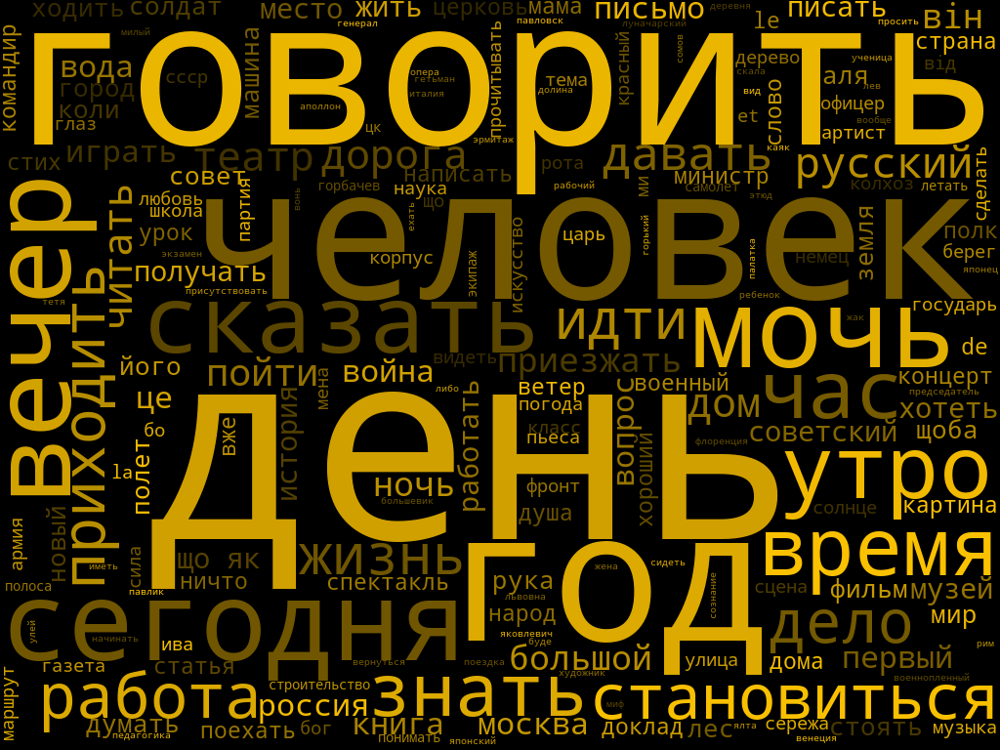 ходить солдат место жить церковь мама письмо деревня писать він
генерал павловск луначарский le просить страна
командир милый говорить ученица
вода ссср машина опера гетьман тема красный сомов дерево скала аля від
город италия долина прочитывать вид слово лев
коли аполлон офицер
глаз цк эрмитаж et вообще артист
стих играть театр дорога рота давать каяк русский
совет написать министр колхоз летать сделать
любовь партия вонь горбачев наука рабочий ми самолет этюд
школа человек що
вечер читать урок ехать царь горький земля полк
экзамен корпус экипаж искусство палатка немец берег
получать японец
присутствовать ребенок
тетя сказать идти мочь государь
жак
приходить видеть приезжать de
його пойти война военный час концерт
це мена либо ветер дом председатель
погода хотеть
бо вже история день работать класс вопрос советский щоба
пьеса флоренция
la полет ночь фронт хороший утро
большевик душа солнце картина
армия новый
що як жизнь год время
иметь сила ничто спектакль рука жена сидеть сознание сцена фильм музей
полоса павлик львовна
сегодня народ дело мир
улей начинать ива яковлевич
буде рим
газета статья вернуться поездка большой улица дома первый
маршрут художник военнопленный
работа строительство знать становиться
россия миф
думать поехать бог книга москва доклад лес ялта сережа стоять музыка
педагогика понимать японский венеция